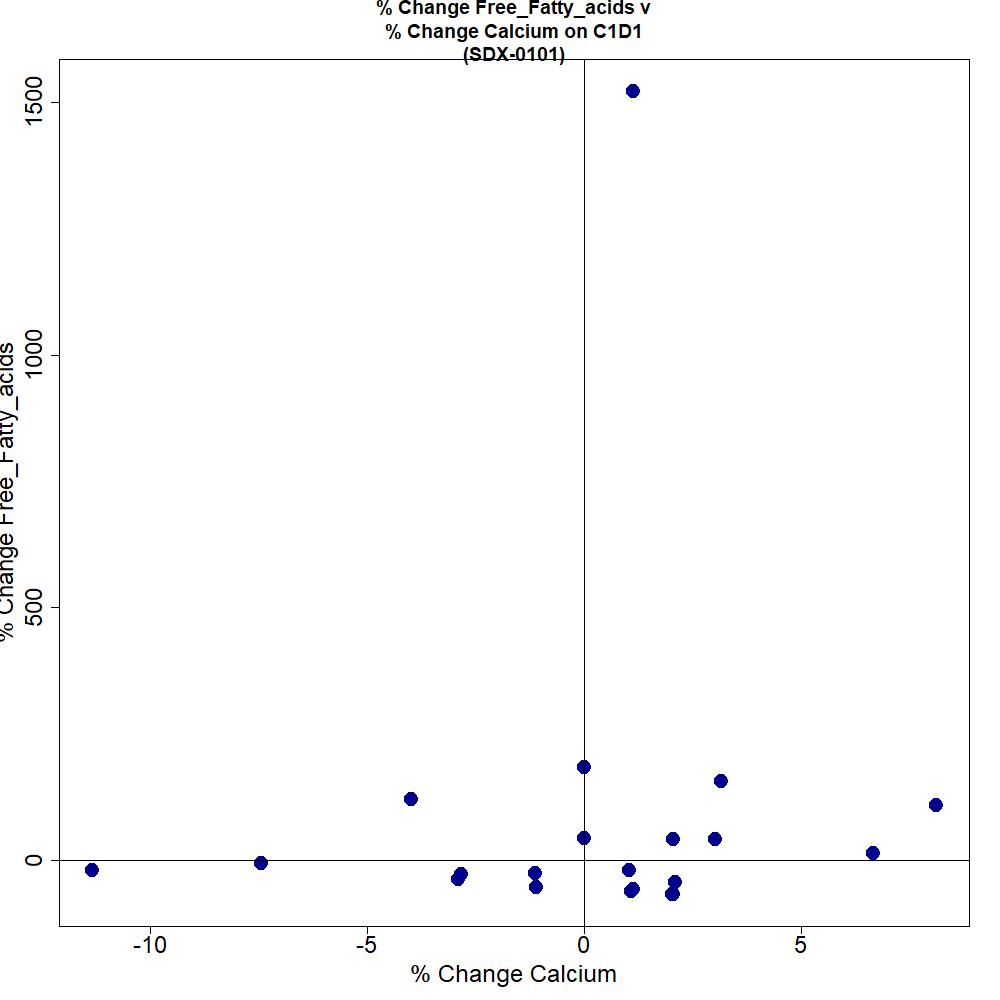 % Change Free_Fatty_acids v
% Change Calcium on C1D1
(SDX-0101)
% Change Free_Fatty_acids
1500
1000
500
0
-10
-5
0
5
% Change Calcium